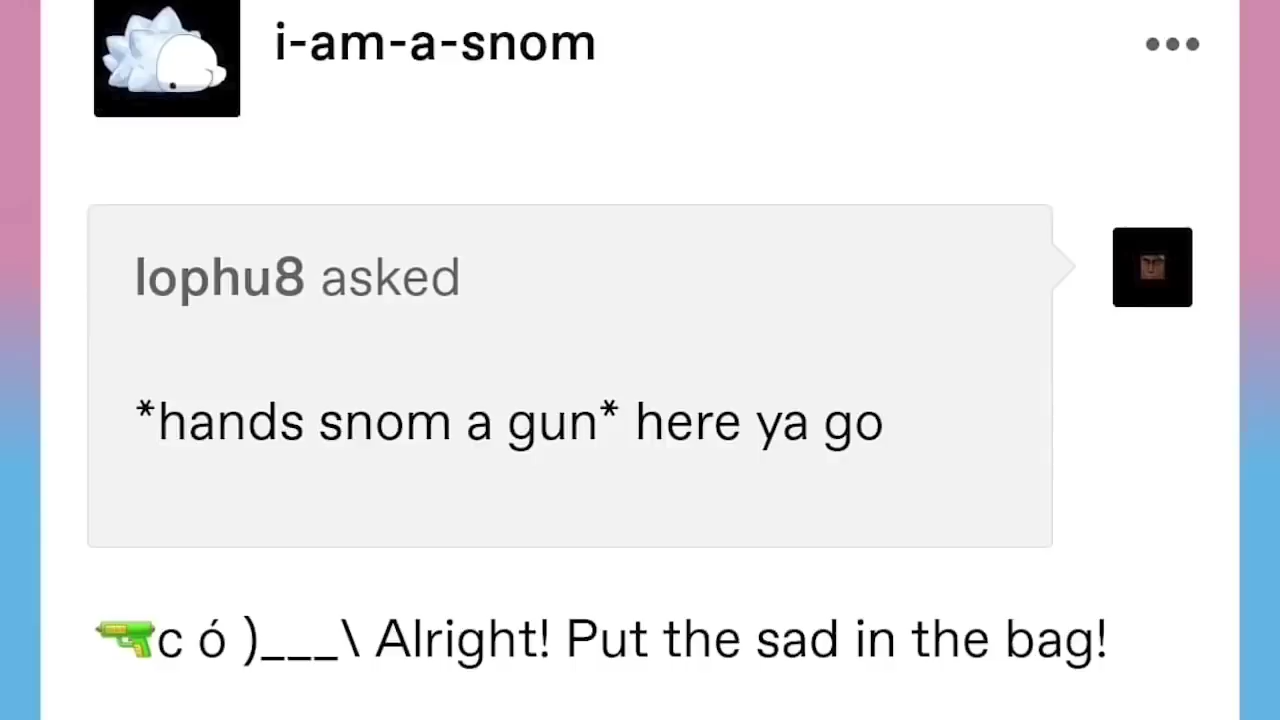 i-am-a-snom
lophu8 asked
*hands snom a gun* here ya go
🔫c ó )___\ Alright! Put the sad in the bag!